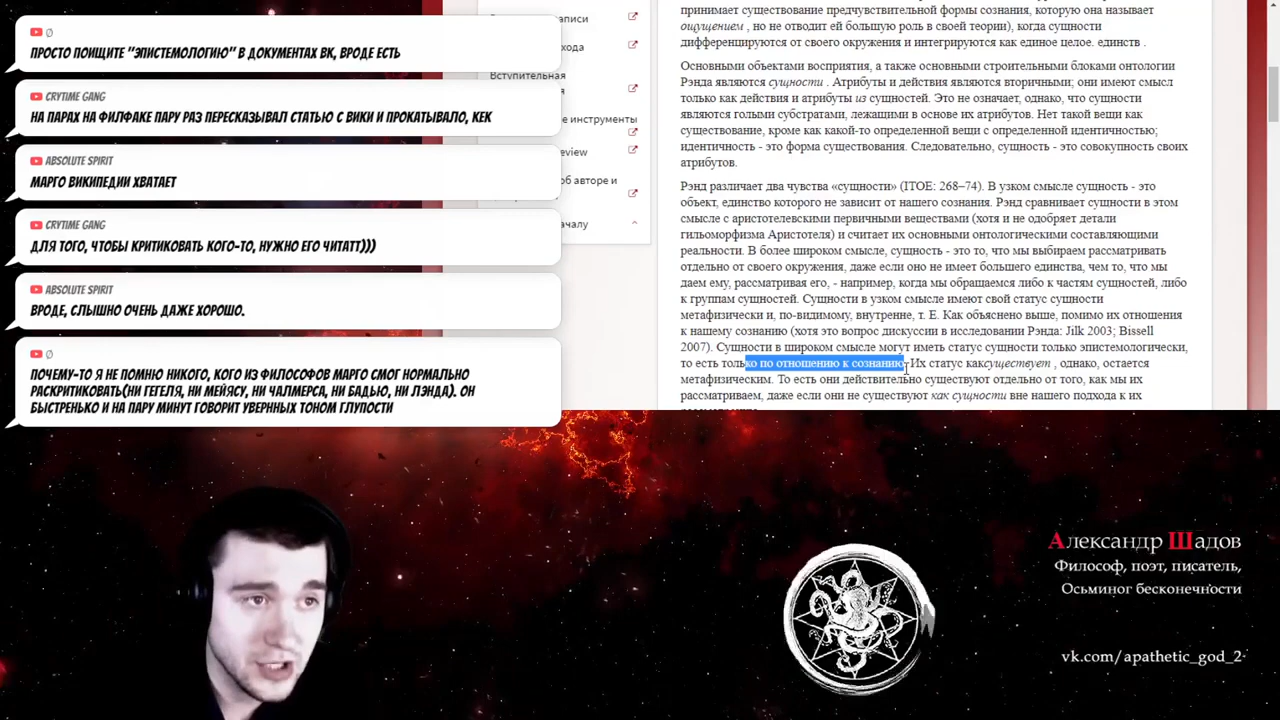 Ø
ПРОСТО ПОИЩИТЕ "ЭПИСТЕМОЛОГИЮ" В ДОКУМЕНТАХ ВК, ВРОДЕ ЕСТЬ
CRYTIME GANG
НА ПАРАХ НА ФИЛФАКЕ ПАРУ РАЗ ПЕРЕСКАЗЫВАЛ СТАТЬЮ С ВИКИ И ПРОКАТЫВАЛО, КЕК
ABSOLUTE SPIRIT
МАРГО ВИКИПЕДИИ ХВАТАЕТ
CRYTIME GANG
ДЛЯ ТОГО, ЧТОБЫ КРИТИКОВАТЬ КОГО-ТО, НУЖНО ЕГО ЧИТАТТ)))
ABSOLUTE SPIRIT
ВРОДЕ, СЛЫШНО ОЧЕНЬ ДАЖЕ ХОРОШО.
Ø
ПОЧЕМУ-ТО Я НЕ ПОМНЮ ТОГО, КОГО ИЗ ФИЛОСОФОВ МАРГО СМОГ НОРМАЛЬНО
РАСКРИТИКОВАТЬ(НИ ГЕГЕЛЯ, НИ МЕЙЯСУ, НИ ЧАЛМЕРСА, НИ БАДЬЮ, НИ ЛЭНДА). ОН
БЫСТРЕНЬКО И НА ПАРУ МИНУТ ГОВОРИТ УВЕРНЫХ ТОНОМ ГЛУПОСТИ
Вступительная
е инструменты
об авторе и
ачалу
принимает существование предчувствительной формы сознания, которую она называет
ощущением , но не отводит ей большую роль в своей теории), когда сущности
дифференцируются от своего окружения и интегрируются как единое целое. единств .
Основными объектами восприятия, а также основными строительными блоками онтологии
Рэнда являются сущности . Атрибуты и действия являются вторичными; они имеют смысл
только как действия и атрибуты из сущностей. Это не означает, однако, что сущности
являются голыми субстратами, лежащими в основе их атрибутов. Нет такой вещи как
существование, кроме как какой-то определенной вещи с определенной идентичностью;
идентичность - это форма существования. Следовательно, сущность - это совокупность своих
атрибутов.
Рэнд различает два чувства «сущности» (ITOE: 268–74). В узком смысле сущность - это
объект, единство которого не зависит от нашего сознания. Рэнд сравнивает сущности в этом
смысле с аристотелевскими первичными веществами (хотя и не одобряет детали
гильоморфизма Аристотеля) и считает их основными онтологическими составляющими
реальности. В более широком смысле, сущность - это то, что мы выбираем рассматривать
отдельно от своего окружения, даже если оно не имеет большего единства, чем то, что мы
даем ему, рассматривая его, - например, когда мы обращаемся либо к частям сущностей, либо
к группам сущностей. Сущности в узком смысле имеют свой статус сущности
метафизически и, по-видимому, внутренне, т. Е. Как объяснено выше, помимо их отношения
к нашему сознанию (хотя это вопрос дискуссии в исследовании Рэнда: Jilk 2003; Bissell
2007). Сущности в широком смысле могут иметь статус сущности только эпистемологически,
то есть только по отношению к сознанию. Их статус каксуществует , однако, остается
метафизическим. То есть они действительно существуют отдельно от того, как мы их
рассматриваем, даже если они не существуют как сущности вне нашего подхода к их
Александр Шадов
Философ, поэт, писатель,
Осьминог бесконечности
vk.com/apathetic_god_2